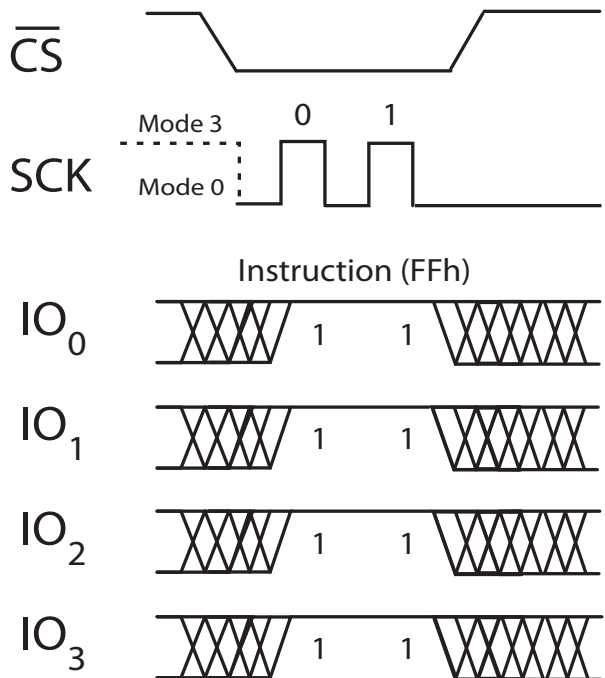 CS
0 1
Mode 3
SCK
Mode 0
Instruction (FFh)
IO0 1 1
IO1 1 1
IO2 1 1
IO3 1 1